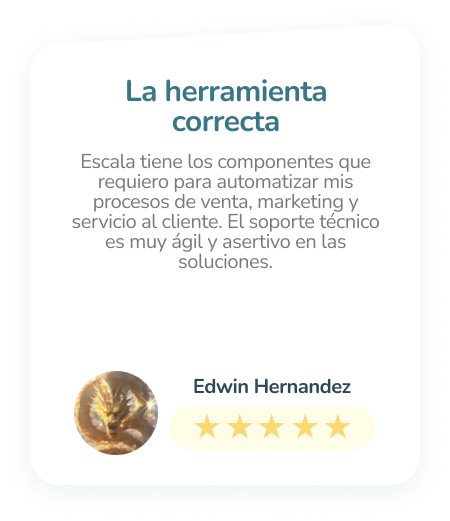 La herramienta
correcta
Escala tiene los componentes que
requiero para automatizar mis
procesos de venta, marketing y
servicio al cliente. El soporte técnico
es muy ágil y asertivo en las
soluciones.
Edwin Hernandez